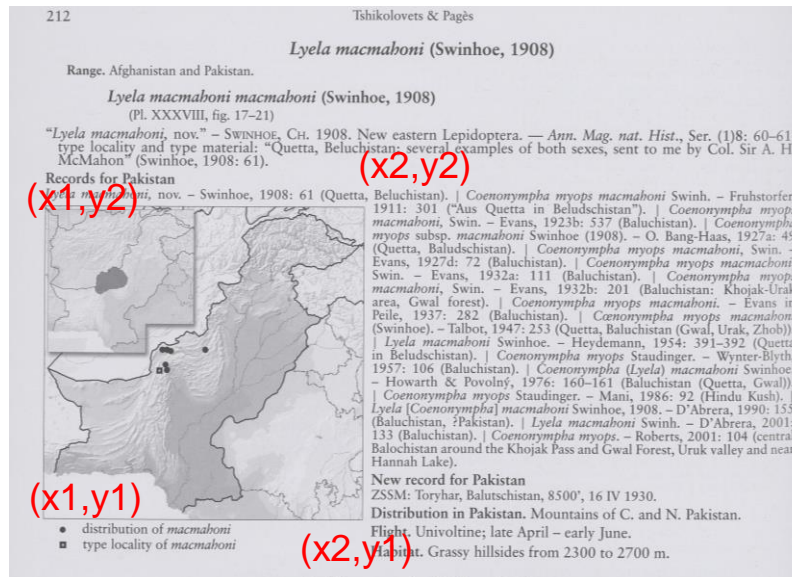 212
Tshikolovets & Pagès
Lyela macmahoni (Swinhoe, 1908)
Range. Afghanistan and Pakistan.
Lyela macmahoni macmahoni (Swinhoe, 1908)
(Pl. XXXVIII, fig. 17–21)
"Lyela macmahoni, nov." – SWINHOE, CH. 1908. New eastern Lepidoptera. — Ann. Mag. nat. Hist., Ser. (1)8: 60–61
type locality and type material: "Quetta, Beluchistan; several examples of both sexes, sent to me by Col. Sir A. H
McMahon" (Swinhoe, 1908: 61).
(x2,y2)
Records for Pakistan
(x1,y2)
Lyela macmahoni, nov. – Swinhoe, 1908: 61 (Quetta, Beluchistan). | Coenonympha myops macmahoni Swinh. – Fruhstorfer
1911: 301 ("Aus Quetta in Beludschistan"). | Coenonympha myops
macmahoni, Swin. – Evans, 1923b: 537 (Baluchistan). | Coenonympha
myops subsp. macmahoni Swinhoe (1908). – O. Bang-Haas, 1927a: 49
(Quetta, Baludschistan). | Coenonympha myops macmahoni, Swin. –
Evans, 1927d: 72 (Baluchistan). | Coenonympha myops macmachoni
Swin. – Evans, 1932a: 111 (Baluchistan). | Coenonympha myops
macmahoni, Swin. – Evans, 1932b: 201 (Baluchistan: Khojak-Urak
area, Gwal forest). | Coenonympha myops macmahoni. – Evans in
Peile, 1937: 282 (Baluchistan). | Cœnonympha myops macmahoni
(Swinhoe). – Talbot, 1947: 253 (Quetta, Baluchistan (Gwal, Urak, Zhob))
| Lyela macmahoni Swinhoe. – Heydemann, 1954: 391–392 (Quetta
in Beludschistan). | Coenonympha myops Staudinger. – Wynter-Blyth
1957: 106 (Baluchistan). | Coenonympha (Lyela) macmahoni Swinhoe
– Howarth & Povolný, 1976: 160–161 (Baluchistan (Quetta, Gwal))
| Coenonympha myops Staudinger. – Mani, 1986: 92 (Hindu Kush). |
Lyela [Coenonympha] macmahoni Swinhoe, 1908. – D'Abrera, 1990: 155
(Baluchistan, ?Pakistan). | Lyela macmahoni Swinh. – D'Abrera, 2001:
133 (Baluchistan). | Coenonympha myops. – Roberts, 2001: 104 (central
Balochistan around the Khojak Pass and Gwal Forest, Uruk valley and near
Hannah Lake).
New record for Pakistan
ZSSM: Toryhar, Balutschistan, 8500', 16 IV 1930.
Distribution in Pakistan. Mountains of C. and N. Pakistan.
Flight. Univoltine; late April – early June.
Habitat. Grassy hillsides from 2300 to 2700 m.
(x1,y1)
(x2,y1)
distribution of macmahoni
type locality of macmahoni